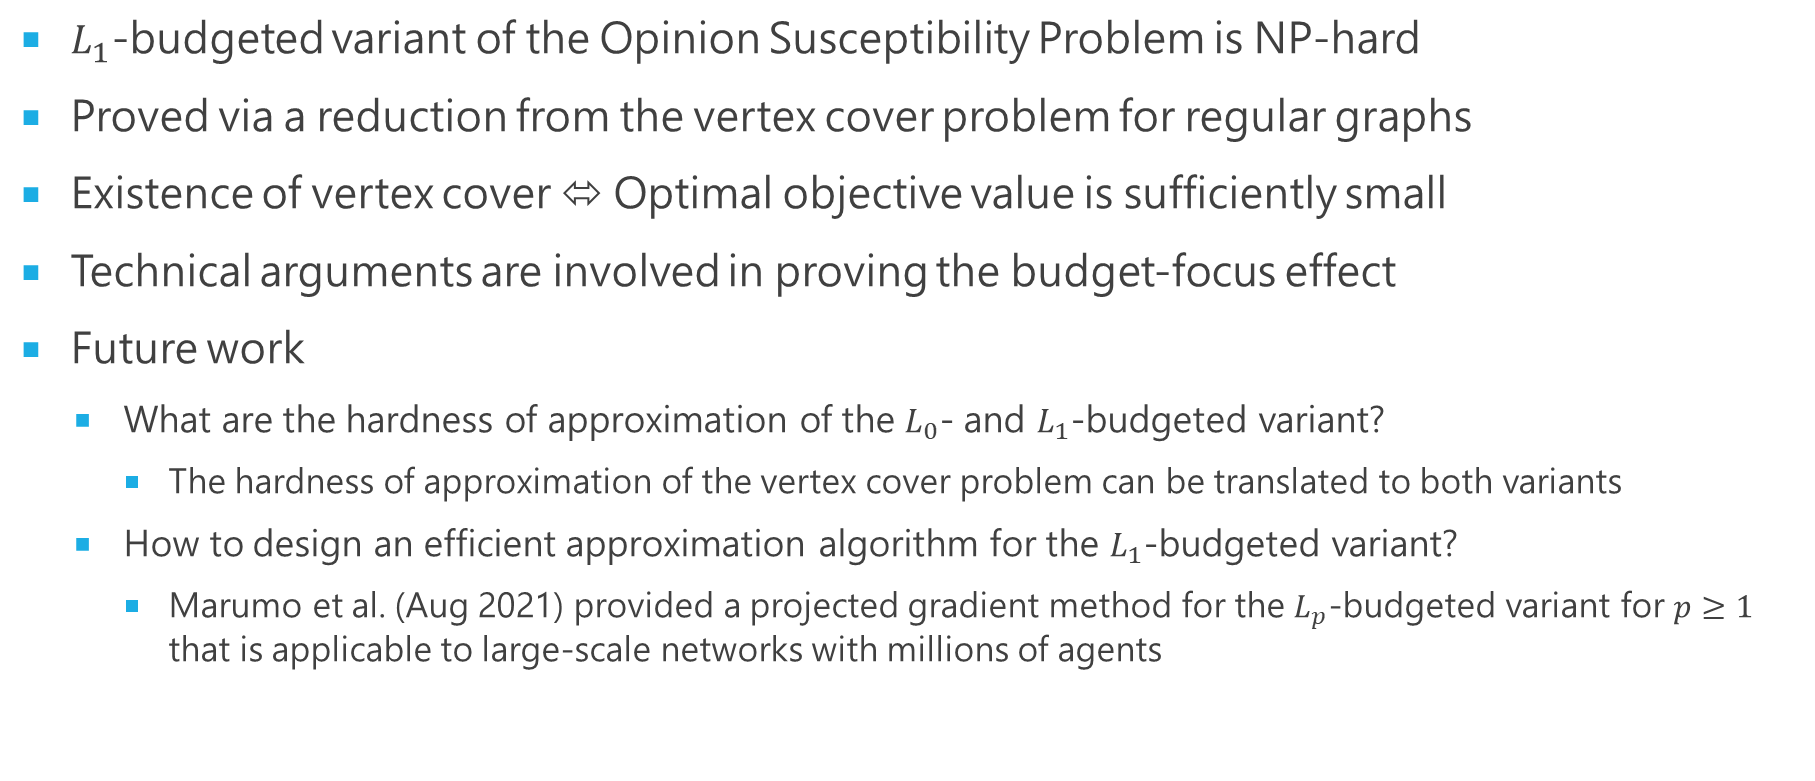 ▪ L₁-budgeted variant of the Opinion Susceptibility Problem is NP-hard
▪ Proved via a reduction from the vertex cover problem for regular graphs
▪ Existence of vertex cover ⬄ Optimal objective value is sufficiently small
▪ Technical arguments are involved in proving the budget-focus effect
▪ Future work
▪ What are the hardness of approximation of the L₀- and L₁-budgeted variant?
▪ The hardness of approximation of the vertex cover problem can be translated to both variants
▪ How to design an efficient approximation algorithm for the L₁-budgeted variant?
▪ Marumo et al. (Aug 2021) provided a projected gradient method for the Lₚ-budgeted variant for p ≥ 1
that is applicable to large-scale networks with millions of agents